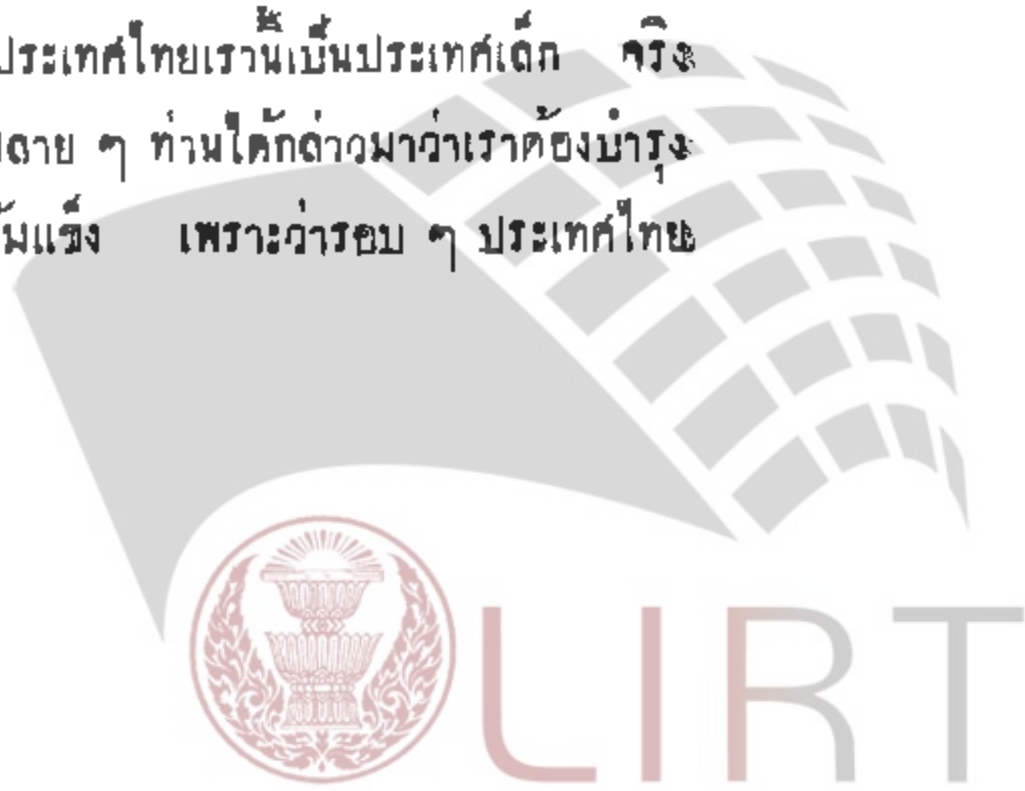 ประเทศไทยเรานี้เป็นประเทศเล็ก จริง
หลาย ๆ ท่านได้กล่าวมาว่าเราต้องบำรุง
แข็ง เพราะว่ารอบ ๆ ประเทศไทย
LIRT